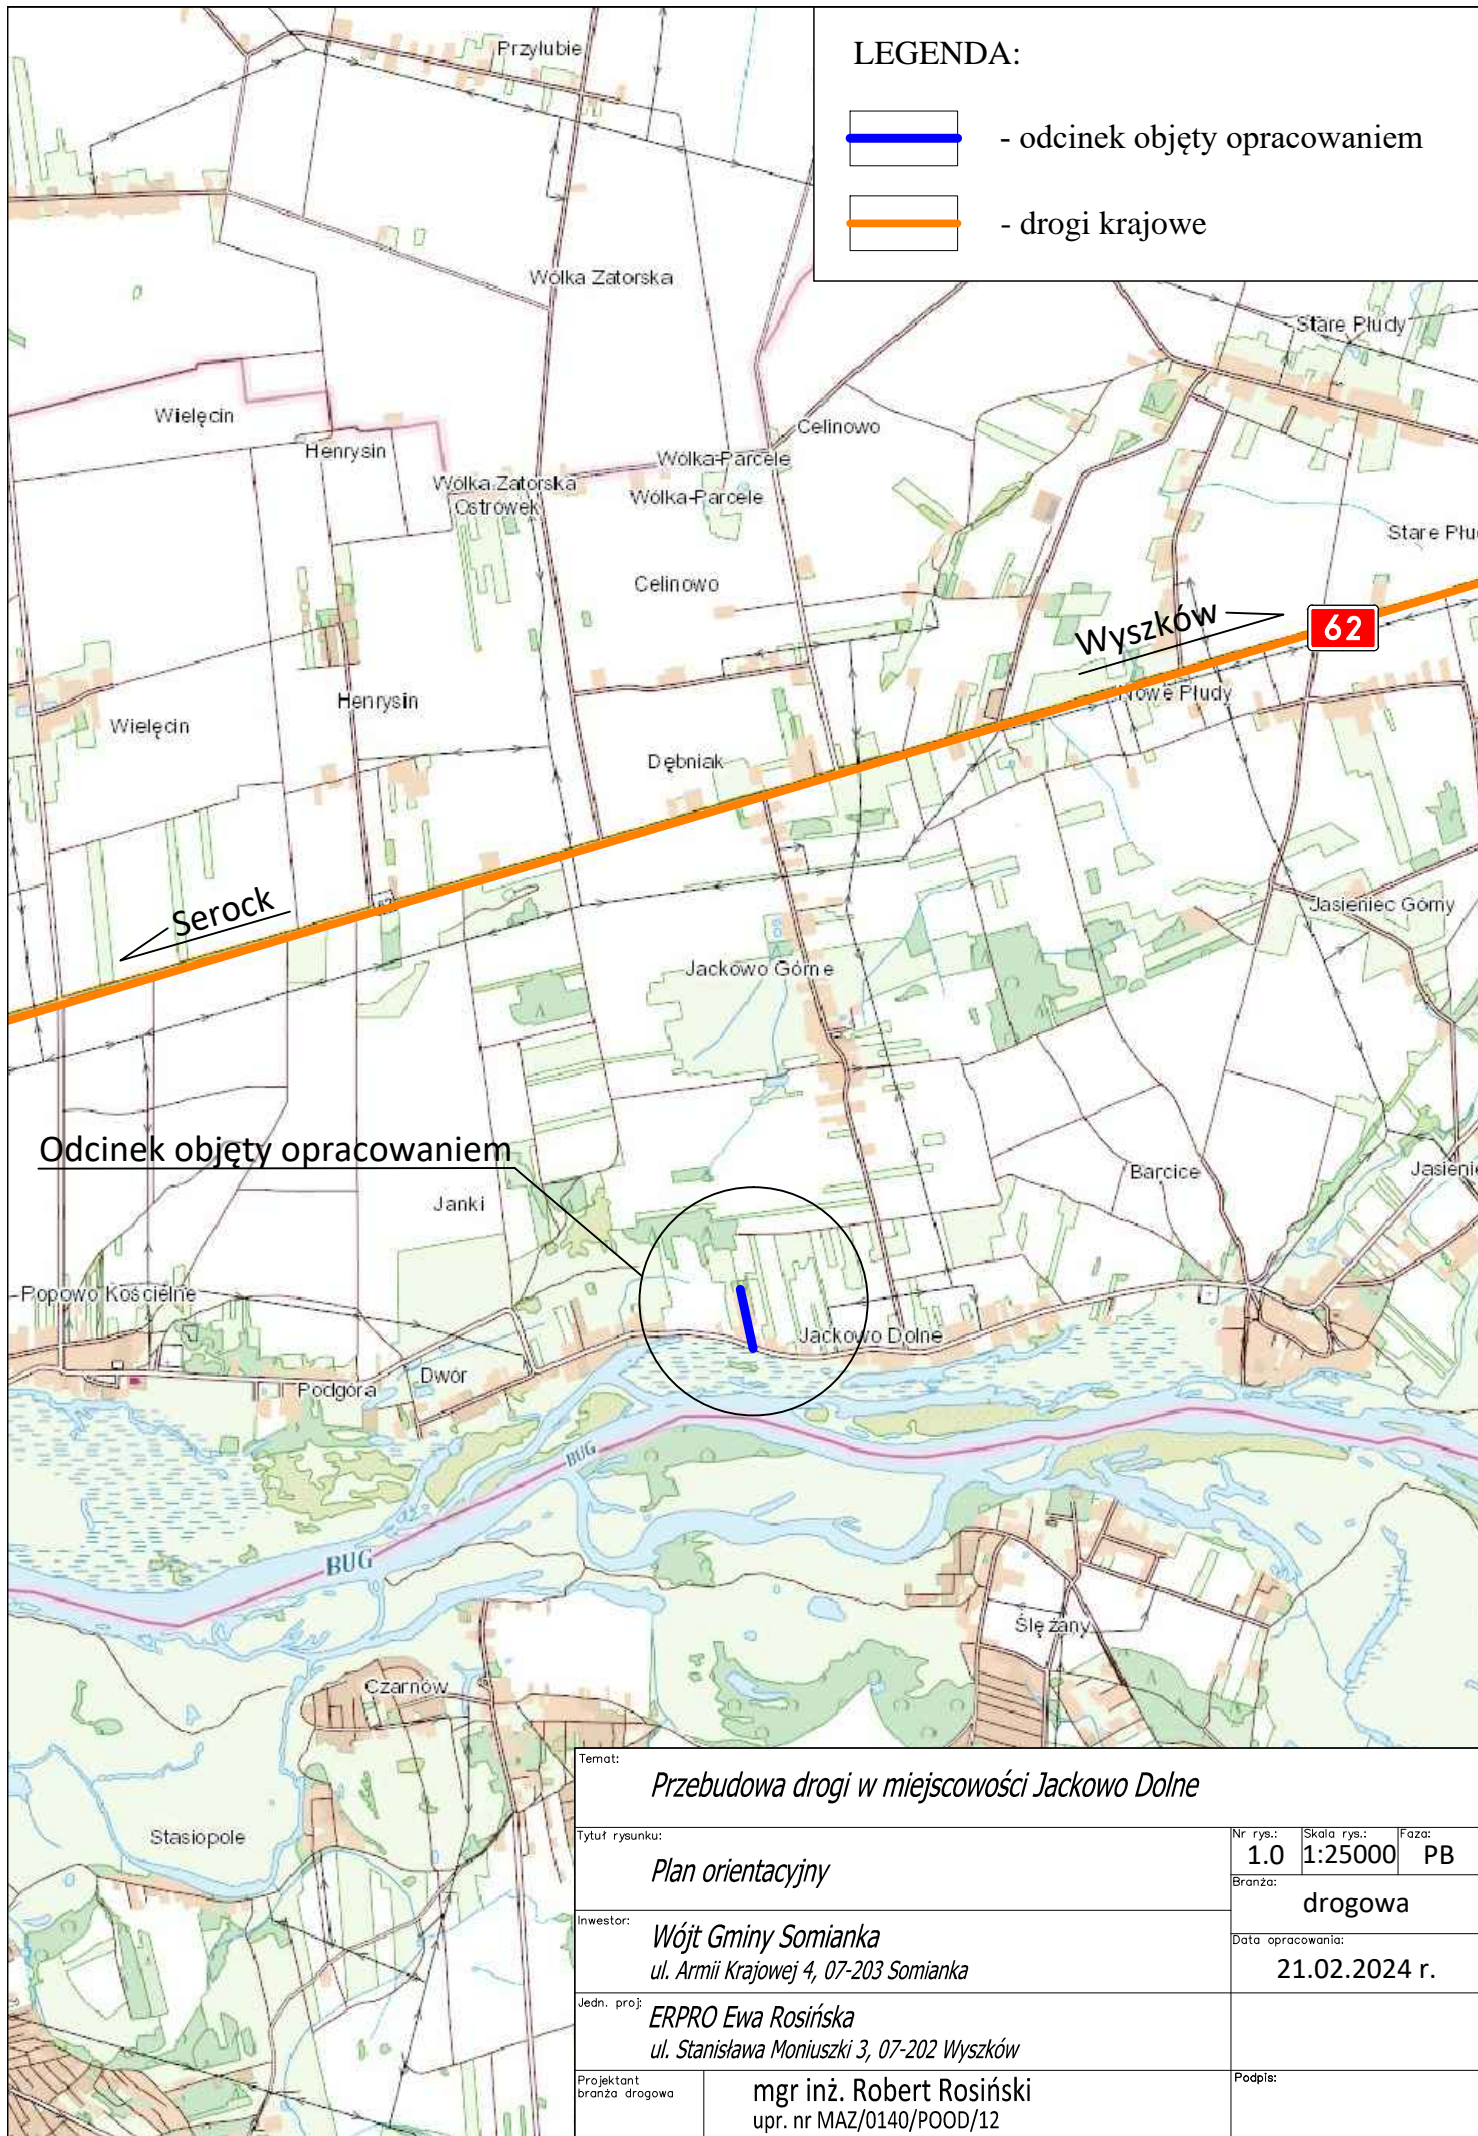 LEGENDA:
- odcinek objęty opracowaniem
- drogi krajowe
Przyłubie
Wólka Zatorska
Stare Płudy
Wielęcin
Henrysin
Celinowo
Wólka-Parcele
Wólka Zatorska
Ostrówek
Wólka-Parcele
Stare Płu
Celinowo
Wyszków
62
Henrysin
Nowe Płudy
Wielęcin
Dębniak
Serock
62
Jasieniec Górny
Jackowo Górne
Odcinek objęty opracowaniem
Janki
Barcice
Jasienie
Popowo Kościelne
Jackowo Dolne
Dwór
Podgóra
BUG
BUG
Ślężany
Czarnów
Stasiopole
Temat:
Przebudowa drogi w miejscowości Jackowo Dolne
Tytuł rysunku:
Plan orientacyjny
Nr rys.:
1.0
Skala rys.:
1:25000
Faza:
PB
Branża:
drogowa
Inwestor:
Wójt Gminy Somianka
ul. Armii Krajowej 4, 07-203 Somianka
Data opracowania:
21.02.2024 r.
Jedn. proj:
ERPRO Ewa Rosińska
ul. Stanisława Moniuszki 3, 07-202 Wyszków
Projektant
branża drogowa
mgr inż. Robert Rosiński
upr. nr MAZ/0140/POOD/12
Podpis: